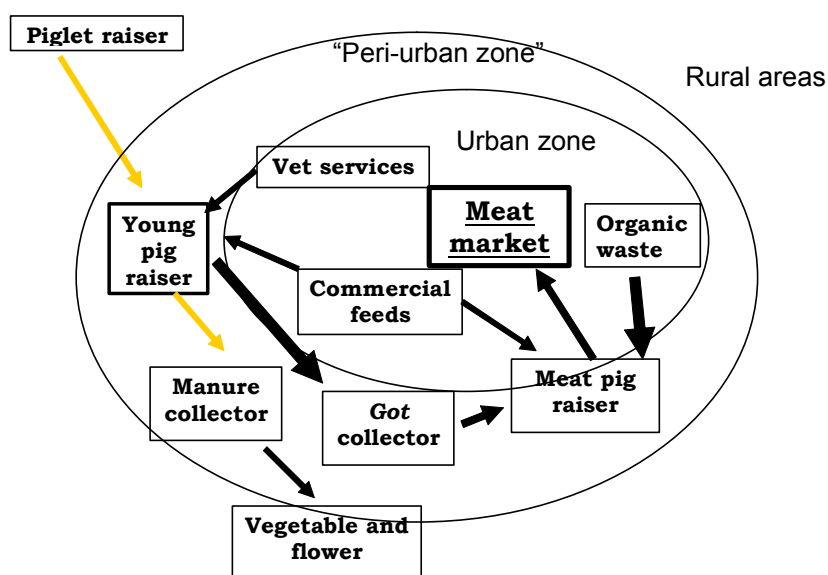 Piglet raiser
“Peri-urban zone”
Rural areas
Urban zone
Vet services
Young
pig
raiser
Meat
market
Organic
waste
Commercial
feeds
Manure
collector
Got
collector
Meat pig
raiser
Vegetable and
flower